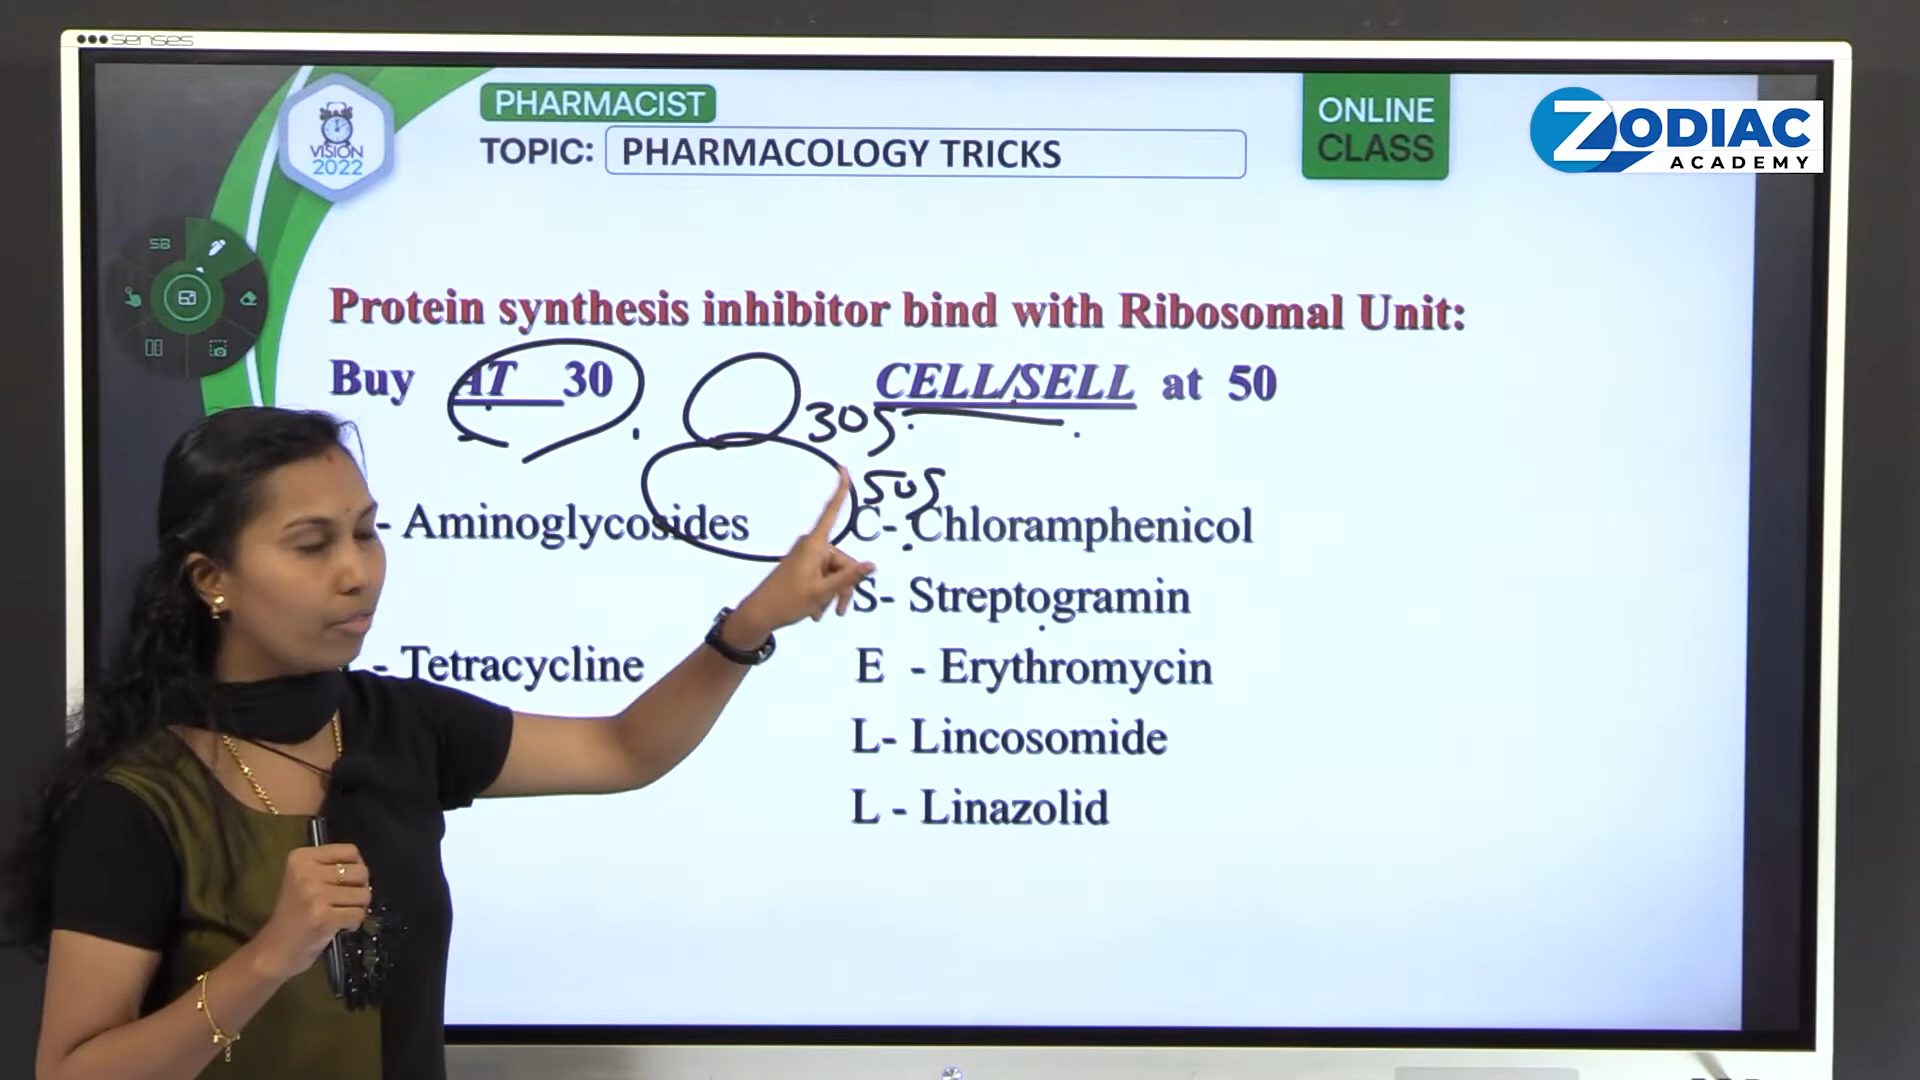 senses
PHARMACIST
TOPIC: PHARMACOLOGY TRICKS
ONLINE
CLASS
ZODIAC
ACADEMY
VISION
2022
SB
Protein synthesis inhibitor bind with Ribosomal Unit:
Buy AT 30 CELL/SELL at 50
30S
50S
- Aminoglycosides
C- Chloramphenicol
S- Streptogramin
- Tetracycline
E - Erythromycin
L- Lincosomide
L - Linazolid